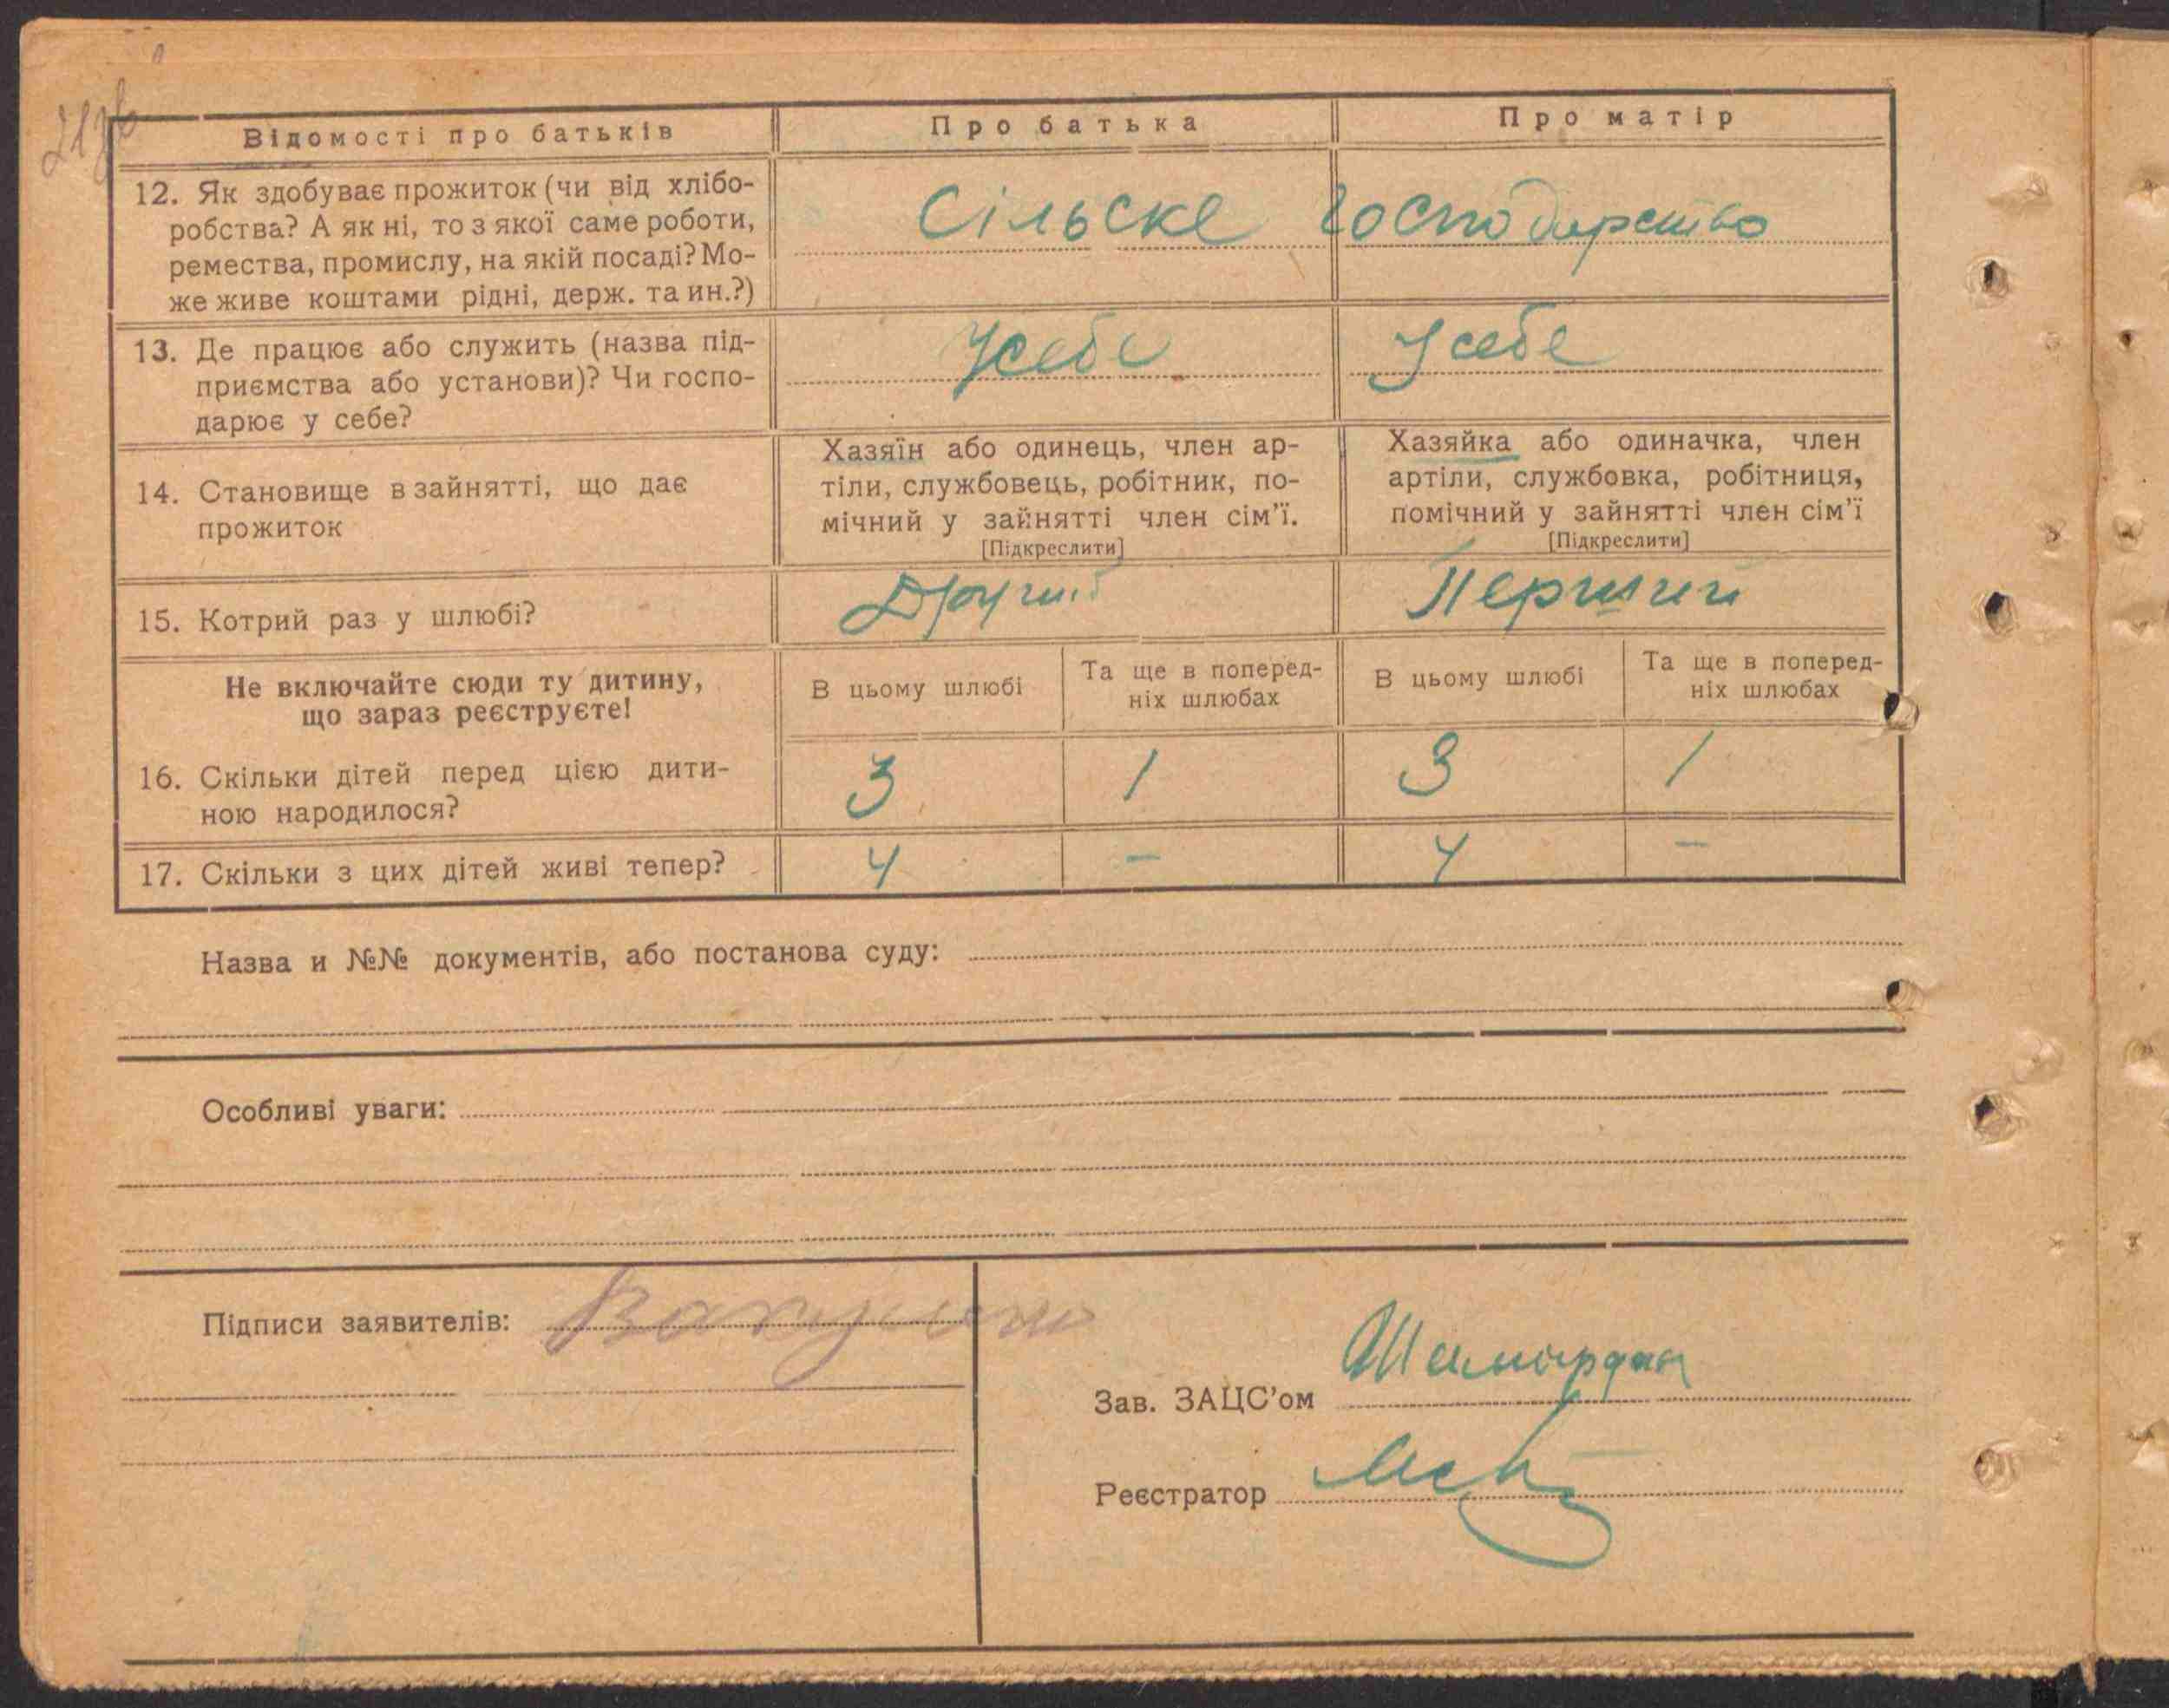 Відомості про батьків
Про батька
Про матір
12. Як здобуває прожиток (чи від хлібо-
робства? А як ні, то з якої саме роботи,
ремества, промислу, на якій посаді? Мо-
же живе коштами рідні, держ. та ин.?)
Сільске господарство
13. Де працює або служить (назва під-
приємства або установи)? Чи госпо-
дарює у себе?
Усебе
Усебе
14. Становище в зайнятті, що дає
прожиток
Хазяїн або одинець, член ар-
тіли, службовець, робітник, по-
мічний у зайнятті член сім'ї.
[Підкреслити]
Хазяйка або одиначка, член
артіли, службовка, робітниця,
помічний у зайнятті член сім'ї
[Підкреслити]
15. Котрий раз у шлюбі?
Другий
Перший
Не включайте сюди ту дитину,
що зараз реєструєте!
В цьому шлюбі
Та ще в поперед-
ніх шлюбах
В цьому шлюбі
Та ще в поперед-
ніх шлюбах
16. Скільки дітей перед цією дити-
ною народилося?
3 1 3 1
17. Скільки з цих дітей живі тепер?
4 - 4 -
Назва и №№ документів, або постанова суду:
Особливі уваги:
Підписи заявителів:
Зав. ЗАЦС'ом Шамардан
Реєстратор